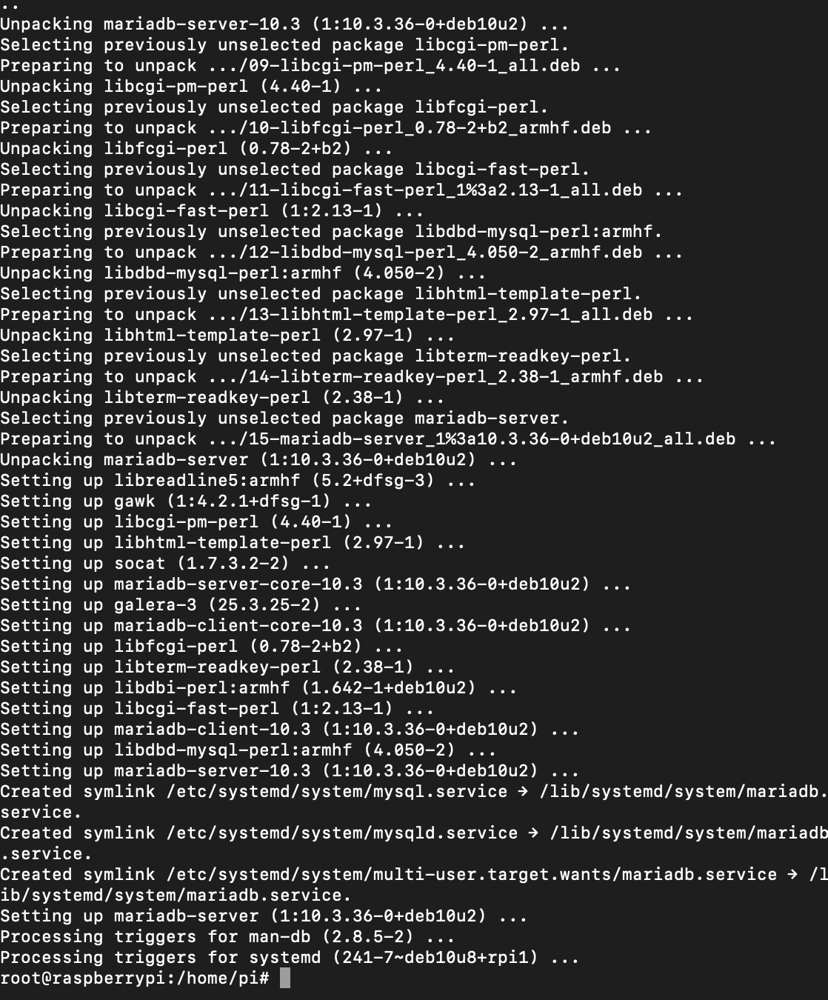 ..
Unpacking mariadb-server-10.3 (1:10.3.36-0+deb10u2) ...
Selecting previously unselected package libcgi-pm-perl.
Preparing to unpack .../09-libcgi-pm-perl_4.40-1_all.deb ...
Unpacking libcgi-pm-perl (4.40-1) ...
Selecting previously unselected package libfcgi-perl.
Preparing to unpack .../10-libfcgi-perl_0.78-2+b2_armhf.deb ...
Unpacking libfcgi-perl (0.78-2+b2) ...
Selecting previously unselected package libcgi-fast-perl.
Preparing to unpack .../11-libcgi-fast-perl_1%3a2.13-1_all.deb ...
Unpacking libcgi-fast-perl (1:2.13-1) ...
Selecting previously unselected package libdbd-mysql-perl:armhf.
Preparing to unpack .../12-libdbd-mysql-perl_4.050-2_armhf.deb ...
Unpacking libdbd-mysql-perl:armhf (4.050-2) ...
Selecting previously unselected package libhtml-template-perl.
Preparing to unpack .../13-libhtml-template-perl_2.97-1_all.deb ...
Unpacking libhtml-template-perl (2.97-1) ...
Selecting previously unselected package libterm-readkey-perl.
Preparing to unpack .../14-libterm-readkey-perl_2.38-1_armhf.deb ...
Unpacking libterm-readkey-perl (2.38-1) ...
Selecting previously unselected package mariadb-server.
Preparing to unpack .../15-mariadb-server_1%3a10.3.36-0+deb10u2_all.deb ...
Unpacking mariadb-server (1:10.3.36-0+deb10u2) ...
Setting up libreadline5:armhf (5.2+dfsg-3) ...
Setting up gawk (1:4.2.1+dfsg-1) ...
Setting up libcgi-pm-perl (4.40-1) ...
Setting up libhtml-template-perl (2.97-1) ...
Setting up socat (1.7.3.2-2) ...
Setting up mariadb-server-core-10.3 (1:10.3.36-0+deb10u2) ...
Setting up galera-3 (25.3.25-2) ...
Setting up mariadb-client-core-10.3 (1:10.3.36-0+deb10u2) ...
Setting up libfcgi-perl (0.78-2+b2) ...
Setting up libterm-readkey-perl (2.38-1) ...
Setting up libdbi-perl:armhf (1.642-1+deb10u2) ...
Setting up libcgi-fast-perl (1:2.13-1) ...
Setting up mariadb-client-10.3 (1:10.3.36-0+deb10u2) ...
Setting up libdbd-mysql-perl:armhf (4.050-2) ...
Setting up mariadb-server-10.3 (1:10.3.36-0+deb10u2) ...
Created symlink /etc/systemd/system/mysql.service → /lib/systemd/system/mariadb.
service.
Created symlink /etc/systemd/system/mysqld.service → /lib/systemd/system/mariadb
.service.
Created symlink /etc/systemd/system/multi-user.target.wants/mariadb.service → /l
ib/systemd/system/mariadb.service.
Setting up mariadb-server (1:10.3.36-0+deb10u2) ...
Processing triggers for man-db (2.8.5-2) ...
Processing triggers for systemd (241-7~deb10u8+rpi1) ...
root@raspberrypi:/home/pi#